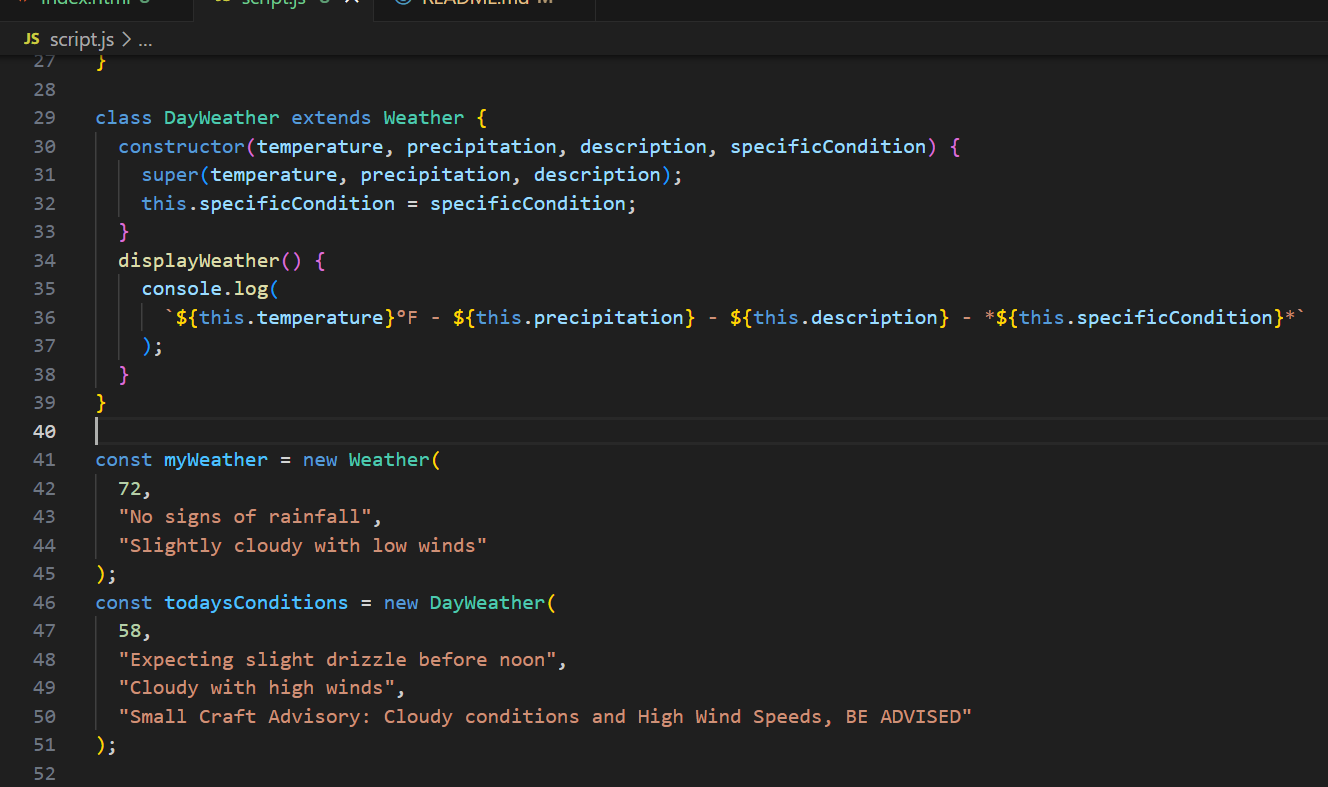 index.html
script.js
README.md M
JS script.js > ...
27 }
28
29 class DayWeather extends Weather {
30 constructor(temperature, precipitation, description, specificCondition) {
31 super(temperature, precipitation, description);
32 this.specificCondition = specificCondition;
33 }
34 displayWeather() {
35 console.log(
36 `${this.temperature}°F - ${this.precipitation} - ${this.description} - *${this.specificCondition}*`
37 );
38 }
39 }
40
41 const myWeather = new Weather(
42 72,
43 "No signs of rainfall",
44 "Slightly cloudy with low winds"
45 );
46 const todaysConditions = new DayWeather(
47 58,
48 "Expecting slight drizzle before noon",
49 "Cloudy with high winds",
50 "Small Craft Advisory: Cloudy conditions and High Wind Speeds, BE ADVISED"
51 );
52